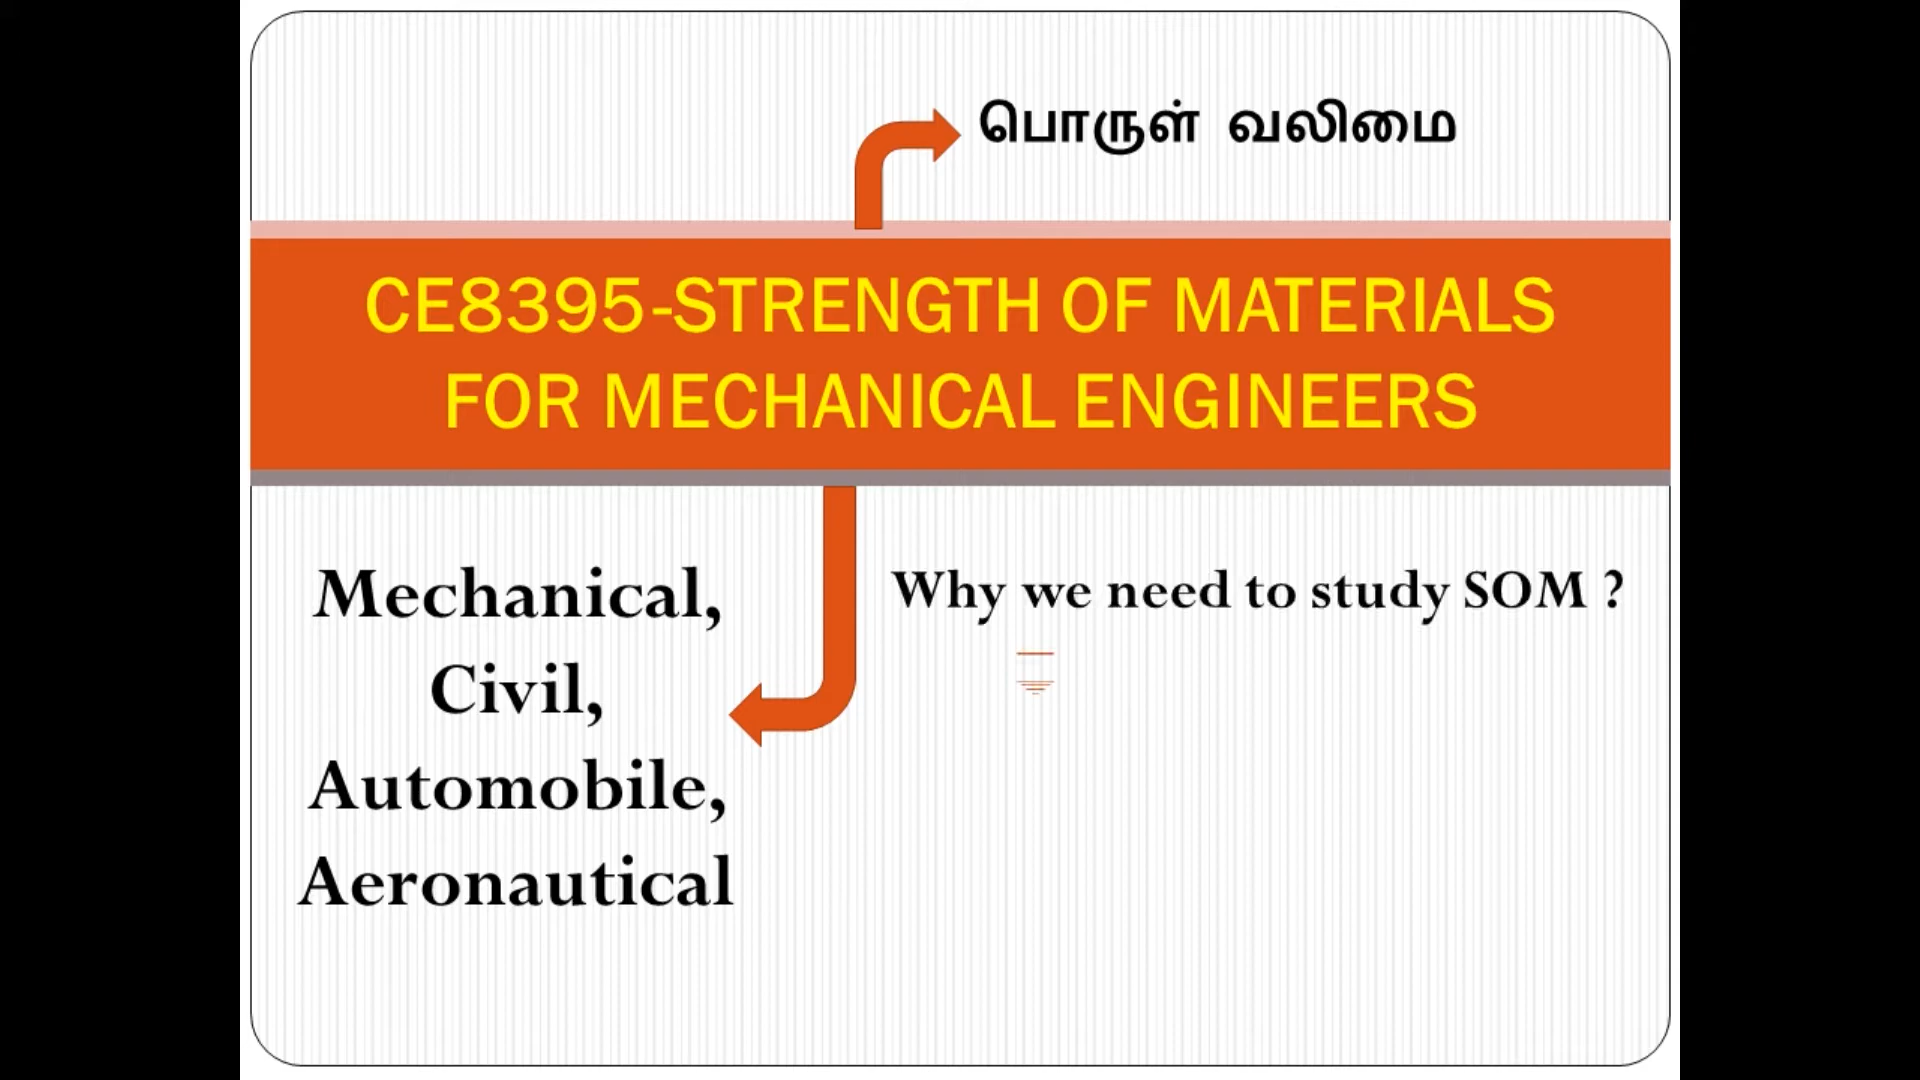 பொருள் வலிமை
CE8395-STRENGTH OF MATERIALS
FOR MECHANICAL ENGINEERS
Mechanical,
Civil,
Automobile,
Aeronautical
Why we need to study SOM ?